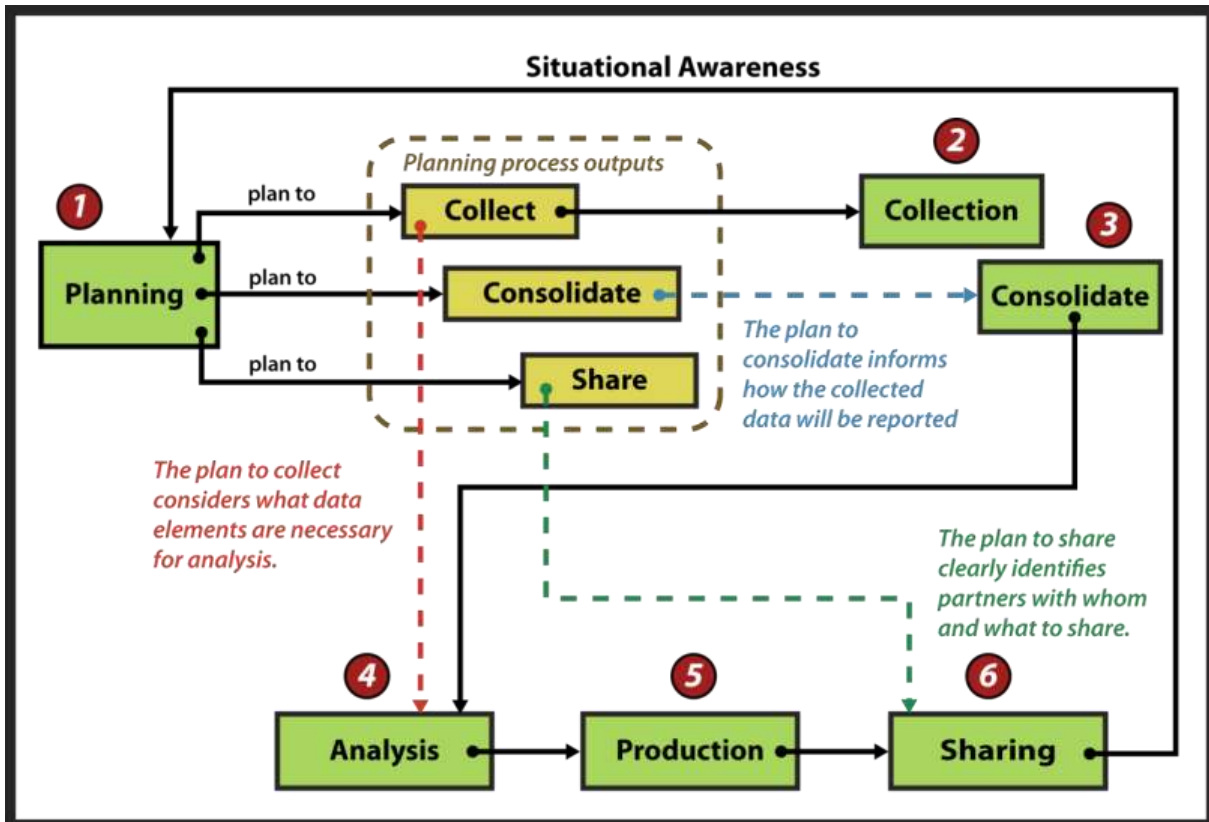 Situational Awareness
2
Planning process outputs
1
plan to
Collect
Collection
3
Planning
plan to
Consolidate
Consolidate
The plan to
consolidate informs
how the collected
data will be reported
plan to
Share
The plan to collect
considers what data
elements are necessary
for analysis.
The plan to share
clearly identifies
partners with whom
and what to share.
4
5
6
Analysis
Production
Sharing